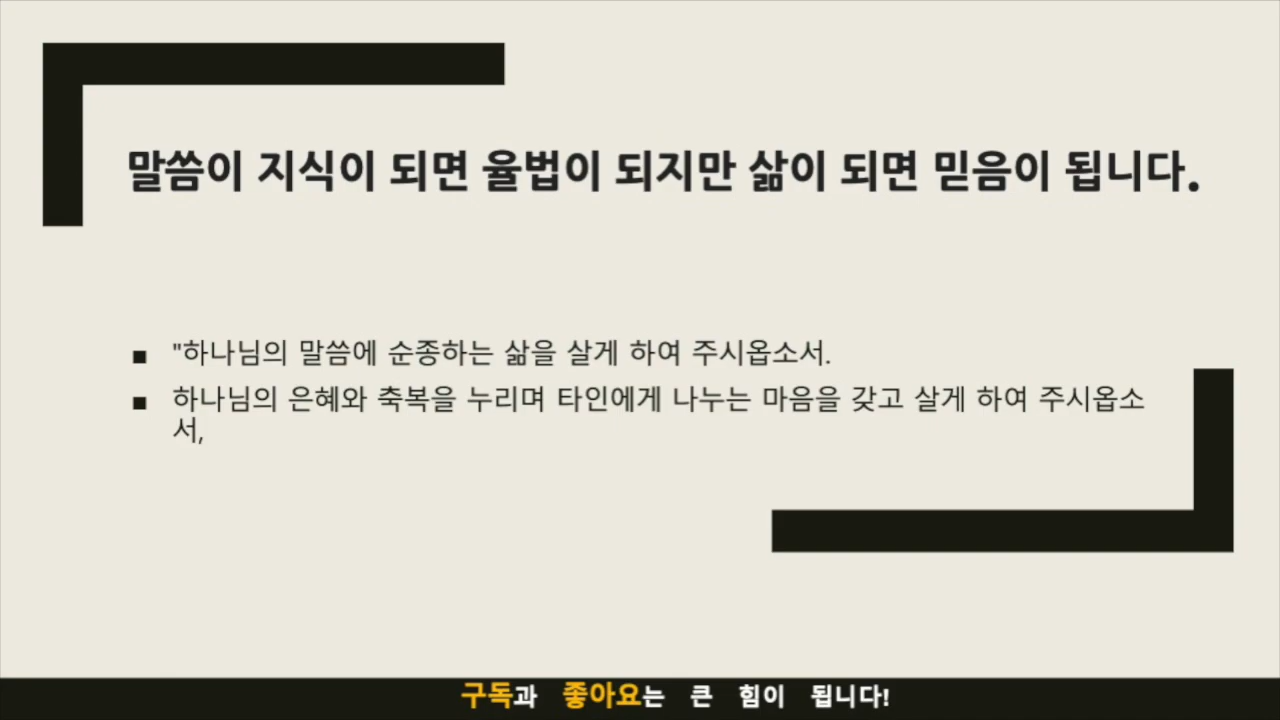 말씀이 지식이 되면 율법이 되지만 삶이 되면 믿음이 됩니다.
■ "하나님의 말씀에 순종하는 삶을 살게 하여 주시옵소서.
■ 하나님의 은혜와 축복을 누리며 타인에게 나누는 마음을 갖고 살게 하여 주시옵소
서,
구독과 좋아요는 큰 힘이 됩니다!